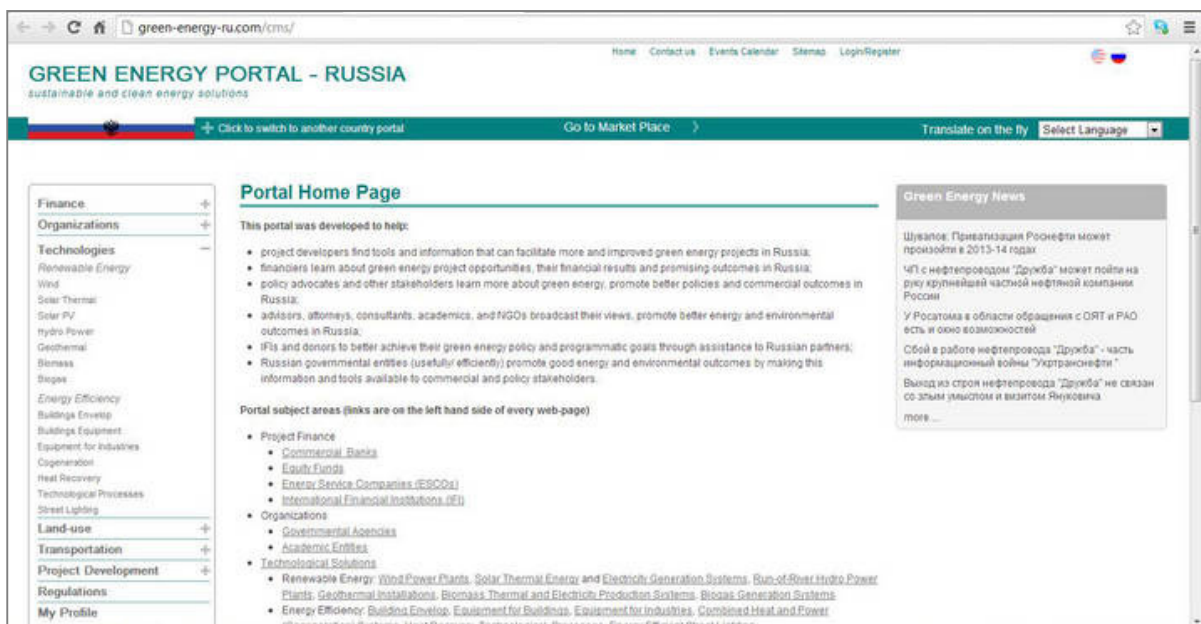 green-energy-ru.com/cms/
Home Contact us Events Calendar Sitemap Login/Register
GREEN ENERGY PORTAL - RUSSIA
sustainable and clean energy solutions
Click to switch to another country portal Go to Market Place Translate on the fly Select Language
Finance
Organizations
Technologies
Renewable Energy
Wind
Solar Thermal
Solar PV
Hydro Power
Geothermal
Biomass
Biogas
Energy Efficiency
Buildings Envelop
Buildings Equipment
Equipment for Industries
Cogeneration
Heat Recovery
Technological Processes
Street Lighting
Land-use
Transportation
Project Development
Regulations
My Profile
Portal Home Page
This portal was developed to help:
project developers find tools and information that can facilitate more and improved green energy projects in Russia;
financiers learn about green energy project opportunities, their financial results and promising outcomes in Russia;
policy advocates and other stakeholders learn more about green energy, promote better policies and commercial outcomes in
Russia;
advisors, attorneys, consultants, academics, and NGOs broadcast their views, promote better energy and environmental
outcomes in Russia;
IFIs and donors to better achieve their green energy policy and programmatic goals through assistance to Russian partners;
Russian governmental entities (usefully/ efficiently) promote good energy and environmental outcomes by making this
information and tools available to commercial and policy stakeholders.
Portal subject areas (links are on the left hand side of every web-page)
Project Finance
Commercial Banks
Equity Funds
Energy Service Companies (ESCOs)
International Financial Institutions (IFI)
Organizations
Governmental Agencies
Academic Entities
Technological Solutions
Renewable Energy: Wind Power Plants, Solar Thermal Energy and Electricity Generation Systems, Run-of-River Hydro Power
Plants, Geothermal Installations, Biomass Thermal and Electricity Production Systems, Biogas Generation Systems
Energy Efficiency: Building Envelop, Equipment for Buildings, Equipment for Industries, Combined Heat and Power
Green Energy News
Шувалов: Приватизация Роснефти может
произойти в 2013-14 годах
ЧП с нефтепроводом "Дружба" может пойти на
руку крупнейшей частной нефтяной компании
России
У Росатома в области обращения с ОЯТ и РАО
есть и окно возможностей
Сбой в работе нефтепровода "Дружба" - часть
информационный войны "Укртранснефти "
Выход из строя нефтепровода "Дружба" не связан
со злым умыслом и визитом Януковича
more ...